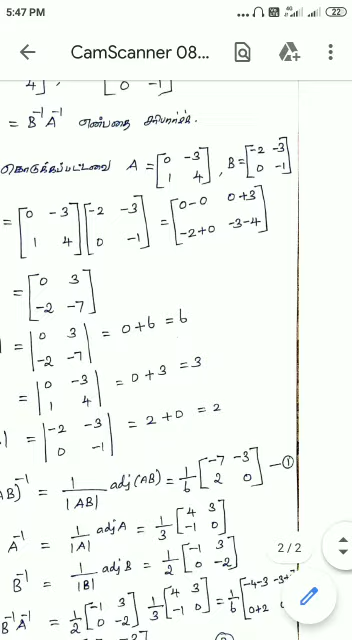 5:47 PM ... 4G 22
CamScanner 08...
4], [0 -1]
= B⁻¹A⁻¹ என்பதை சரிபார்க்க.
கொடுக்கப்பட்டவை A = [0 -3; 1 4], B = [-2 -3; 0 -1]
= [0 -3; 1 4] [-2 -3; 0 -1] = [0-0 0+3; -2+0 -3-4]
= [0 3; -2 -7]
| = |0 3; -2 -7| = 0+6 = 6
= |0 -3; 1 4| = 0+3 = 3
| = |-2 -3; 0 -1| = 2+0 = 2
AB)⁻¹ = 1/|AB| adj(AB) = 1/6 [-7 -3; 2 0] —①
A⁻¹ = 1/|A| adj A = 1/3 [4 3; -1 0]
2/2
B⁻¹ = 1/|B| adj B = 1/2 [-1 3; 0 -2]
B⁻¹A⁻¹ = 1/2 [-1 3; 0 -2] 1/3 [4 3; -1 0] = 1/6 [-4-3 -3+; 0+2